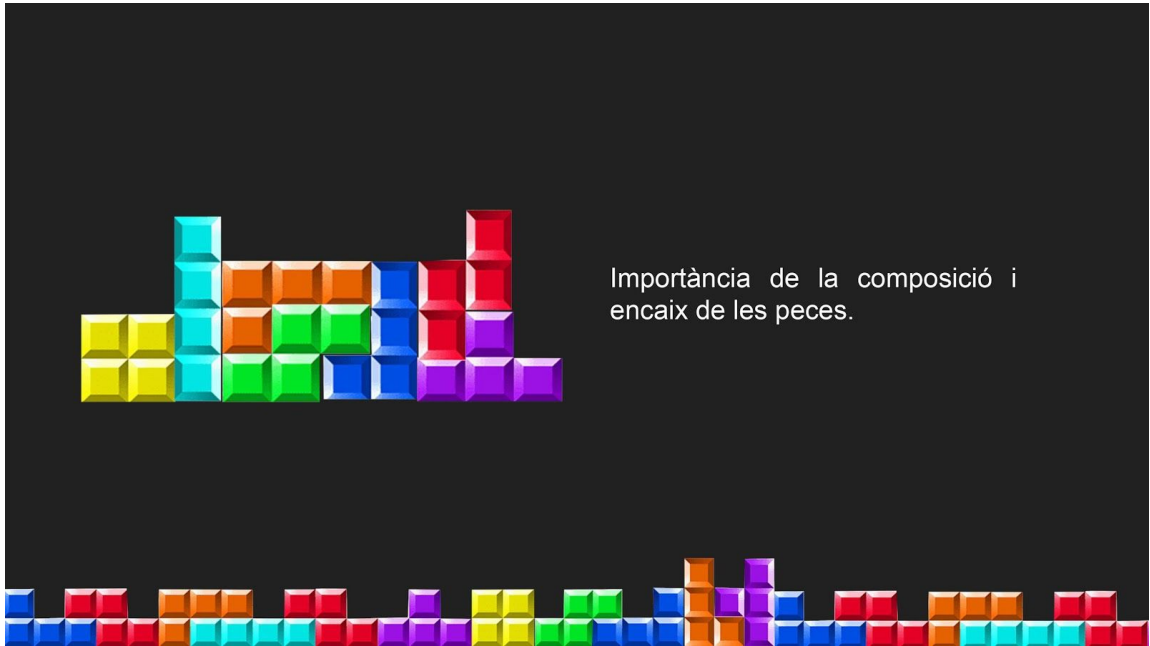 Importància de la composició i
encaix de les peces.